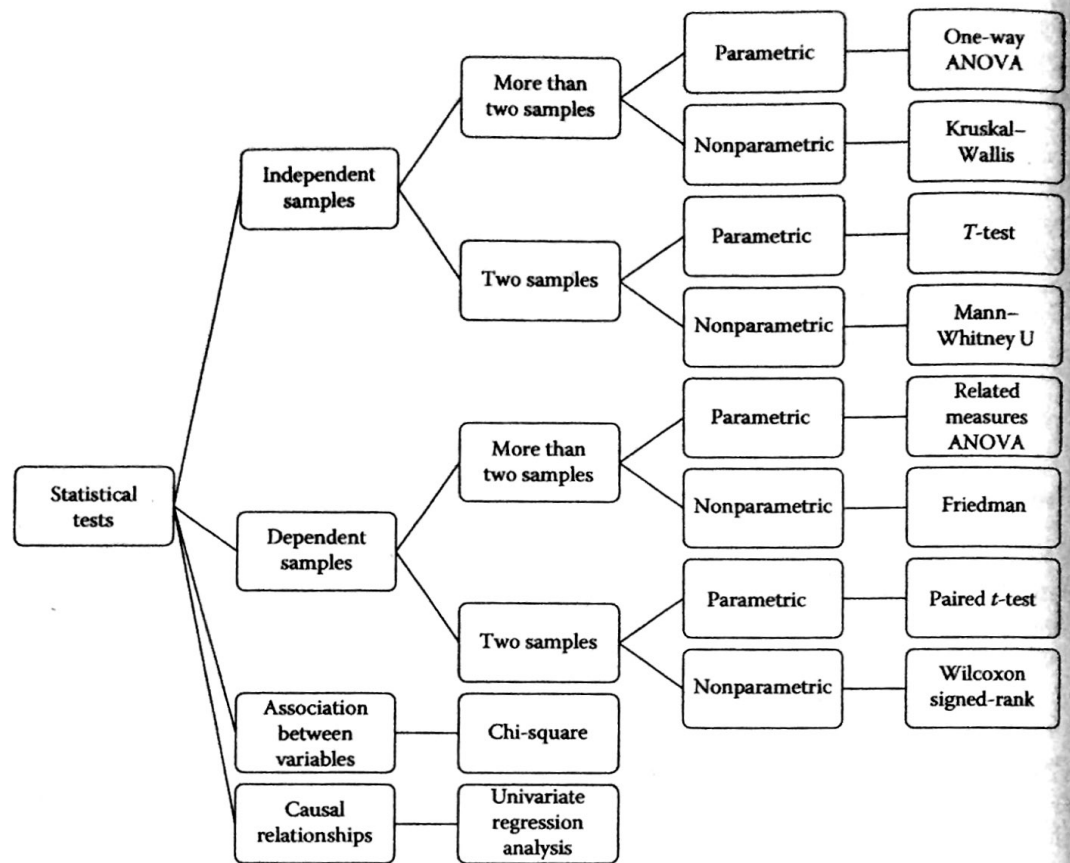 Statistical
tests
Independent
samples
More than
two samples
Parametric
One-way
ANOVA
Nonparametric
Kruskal–
Wallis
Two samples
Parametric
T-test
Nonparametric
Mann–
Whitney U
Dependent
samples
More than
two samples
Parametric
Related
measures
ANOVA
Nonparametric
Friedman
Two samples
Parametric
Paired t-test
Nonparametric
Wilcoxon
signed-rank
Association
between
variables
Chi-square
Causal
relationships
Univariate
regression
analysis